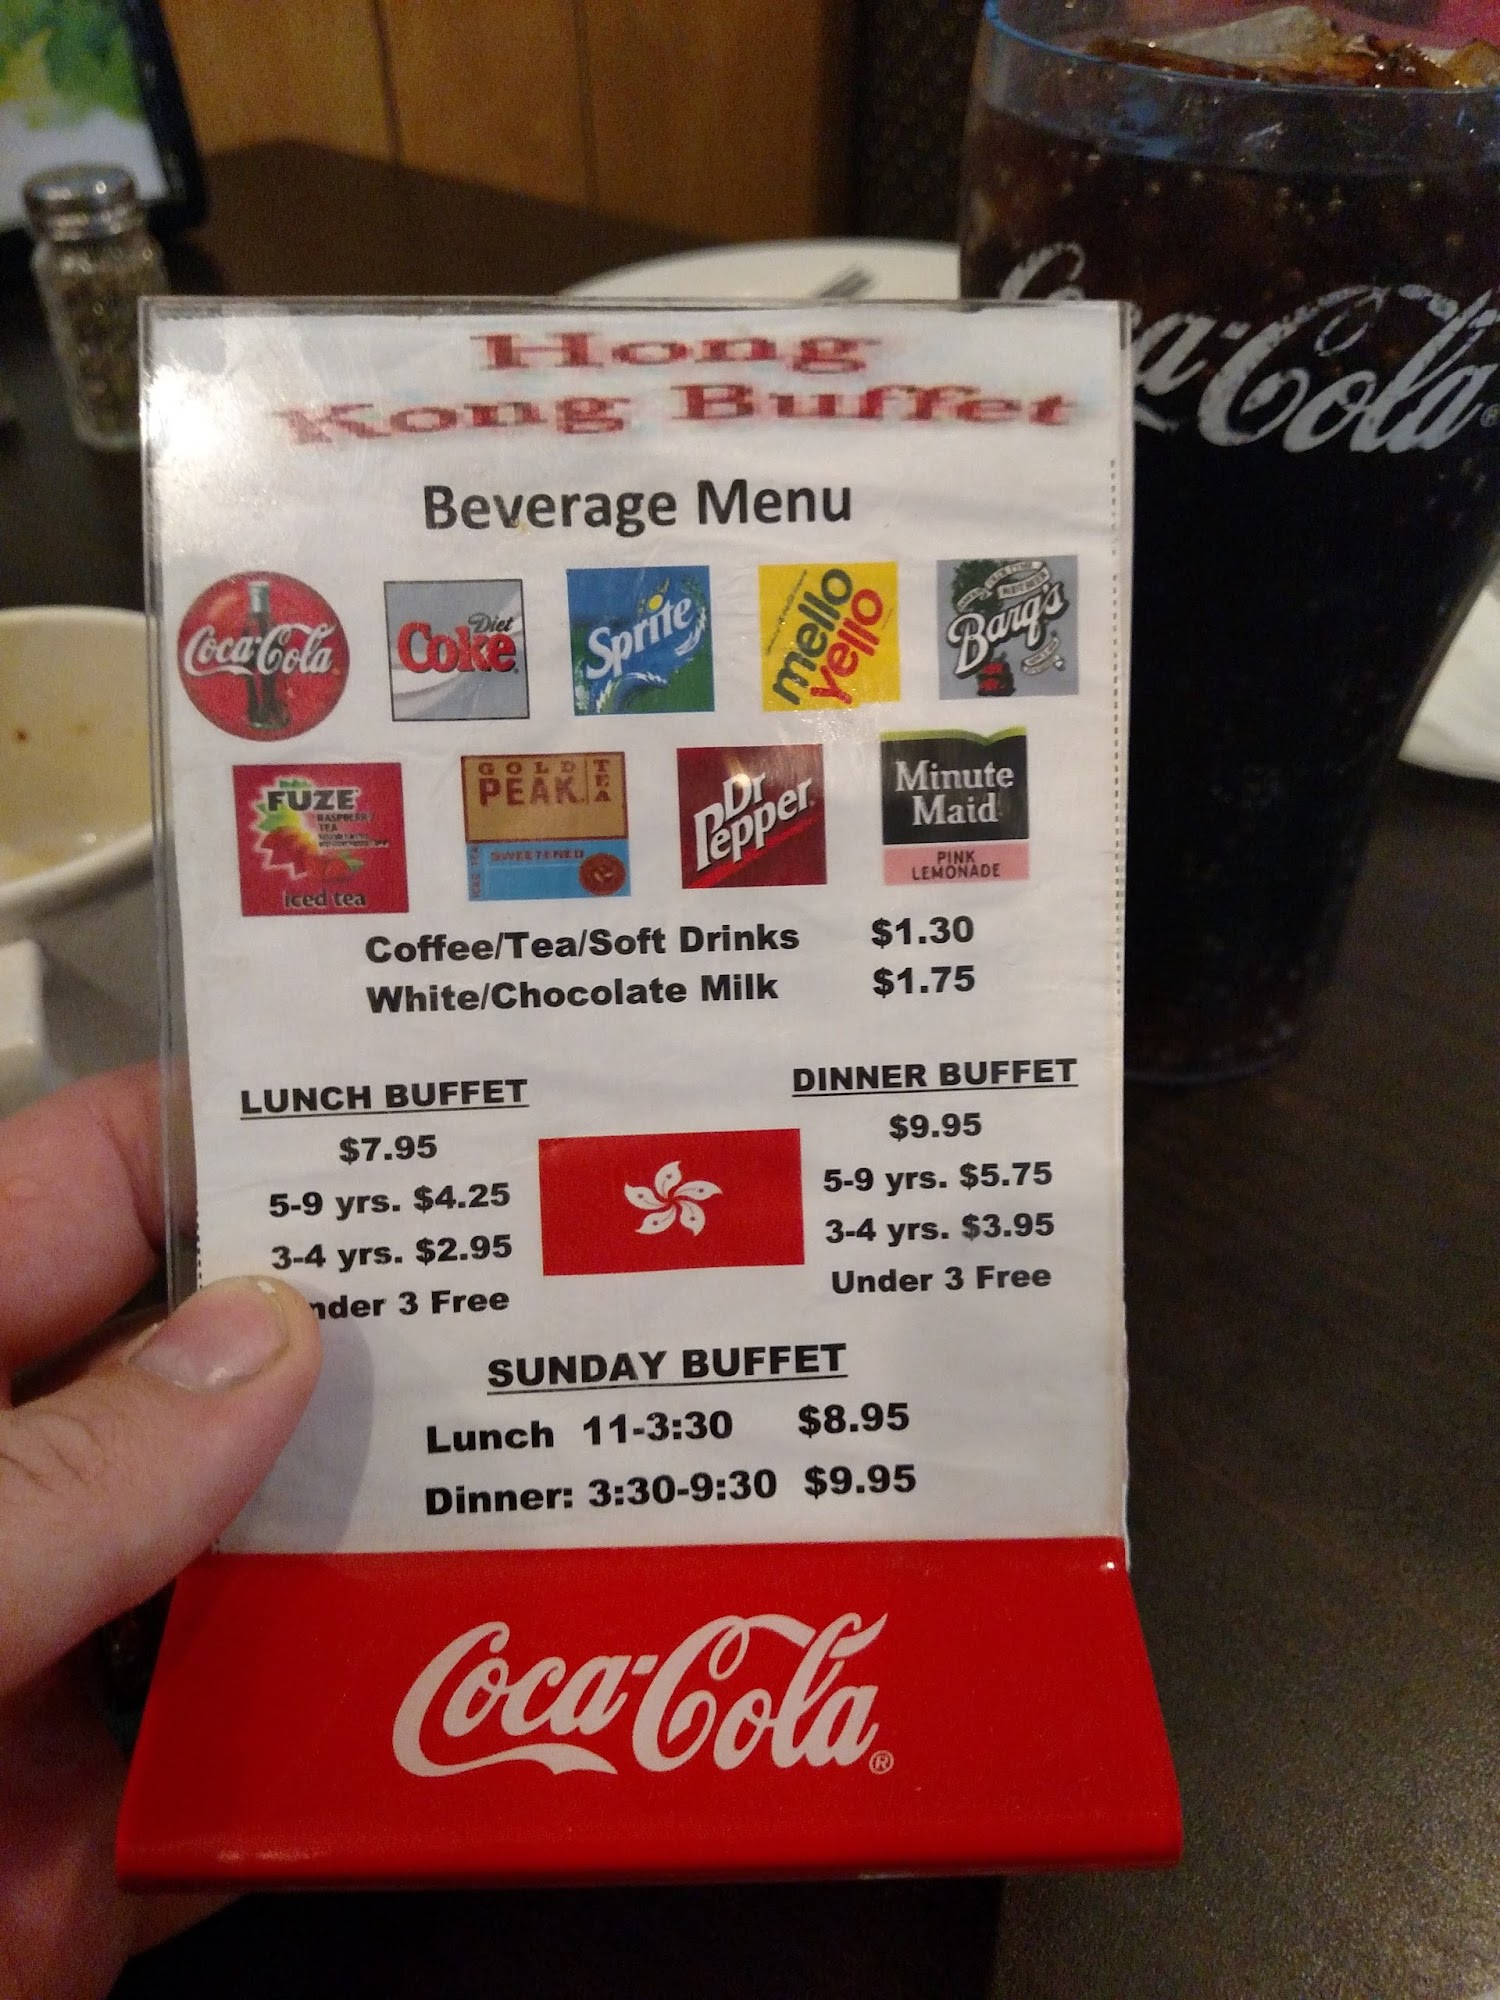 Hong
Kong Buffet
Beverage Menu
Coca-Cola
Diet
Coke
Sprite
mello
yello
Barq's
FUZE
RASPBERRY
TEA
iced tea
GOLD
PEAK
TEA
SWEETENED
Dr
Pepper
Minute
Maid
PINK
LEMONADE
Coffee/Tea/Soft Drinks $1.30
White/Chocolate Milk $1.75
LUNCH BUFFET
$7.95
5-9 yrs. $4.25
3-4 yrs. $2.95
nder 3 Free
DINNER BUFFET
$9.95
5-9 yrs. $5.75
3-4 yrs. $3.95
Under 3 Free
SUNDAY BUFFET
Lunch 11-3:30 $8.95
Dinner: 3:30-9:30 $9.95
Coca-Cola®
Coca-Cola®